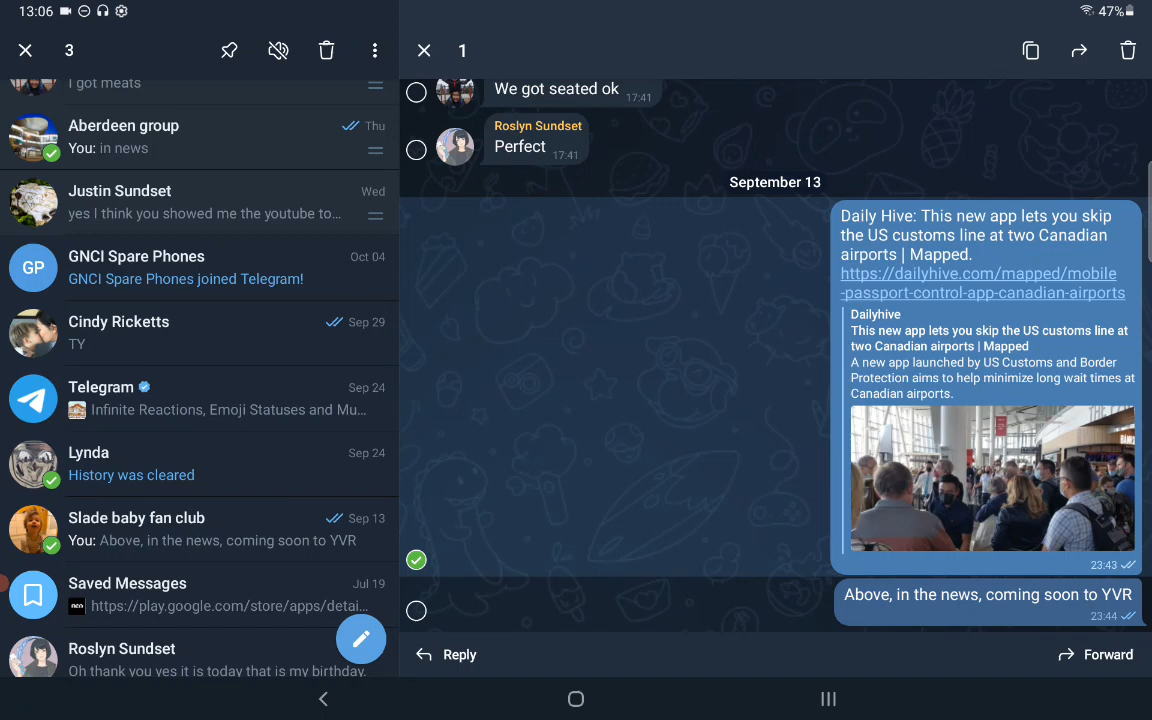 13:06
47%
3
1
I got meats
Aberdeen group
Thu
You: in news
Justin Sundset
Wed
yes I think you showed me the youtube to...
GP
GNCI Spare Phones
Oct 04
GNCI Spare Phones joined Telegram!
Cindy Ricketts
Sep 29
TY
Telegram
Sep 24
Infinite Reactions, Emoji Statuses and Mu...
Lynda
Sep 24
History was cleared
Slade baby fan club
Sep 13
You: Above, in the news, coming soon to YVR
Saved Messages
Jul 19
neo
https://play.google.com/store/apps/detai...
Roslyn Sundset
Oh thank you yes it is today that is my birthday.
We got seated ok
17:41
Roslyn Sundset
Perfect
17:41
September 13
Daily Hive: This new app lets you skip
the US customs line at two Canadian
airports | Mapped.
https://dailyhive.com/mapped/mobile
-passport-control-app-canadian-airports
Dailyhive
This new app lets you skip the US customs line at
two Canadian airports | Mapped
A new app launched by US Customs and Border
Protection aims to help minimize long wait times at
Canadian airports.
23:43
Above, in the news, coming soon to YVR
23:44
Reply
Forward